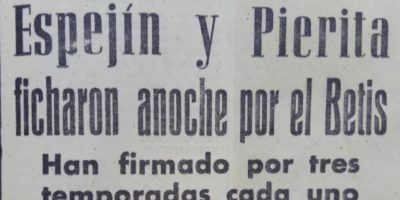 Espejín y Pierita
ficharon anoche por el Betis
Han firmado por tres
temporadas cada uno